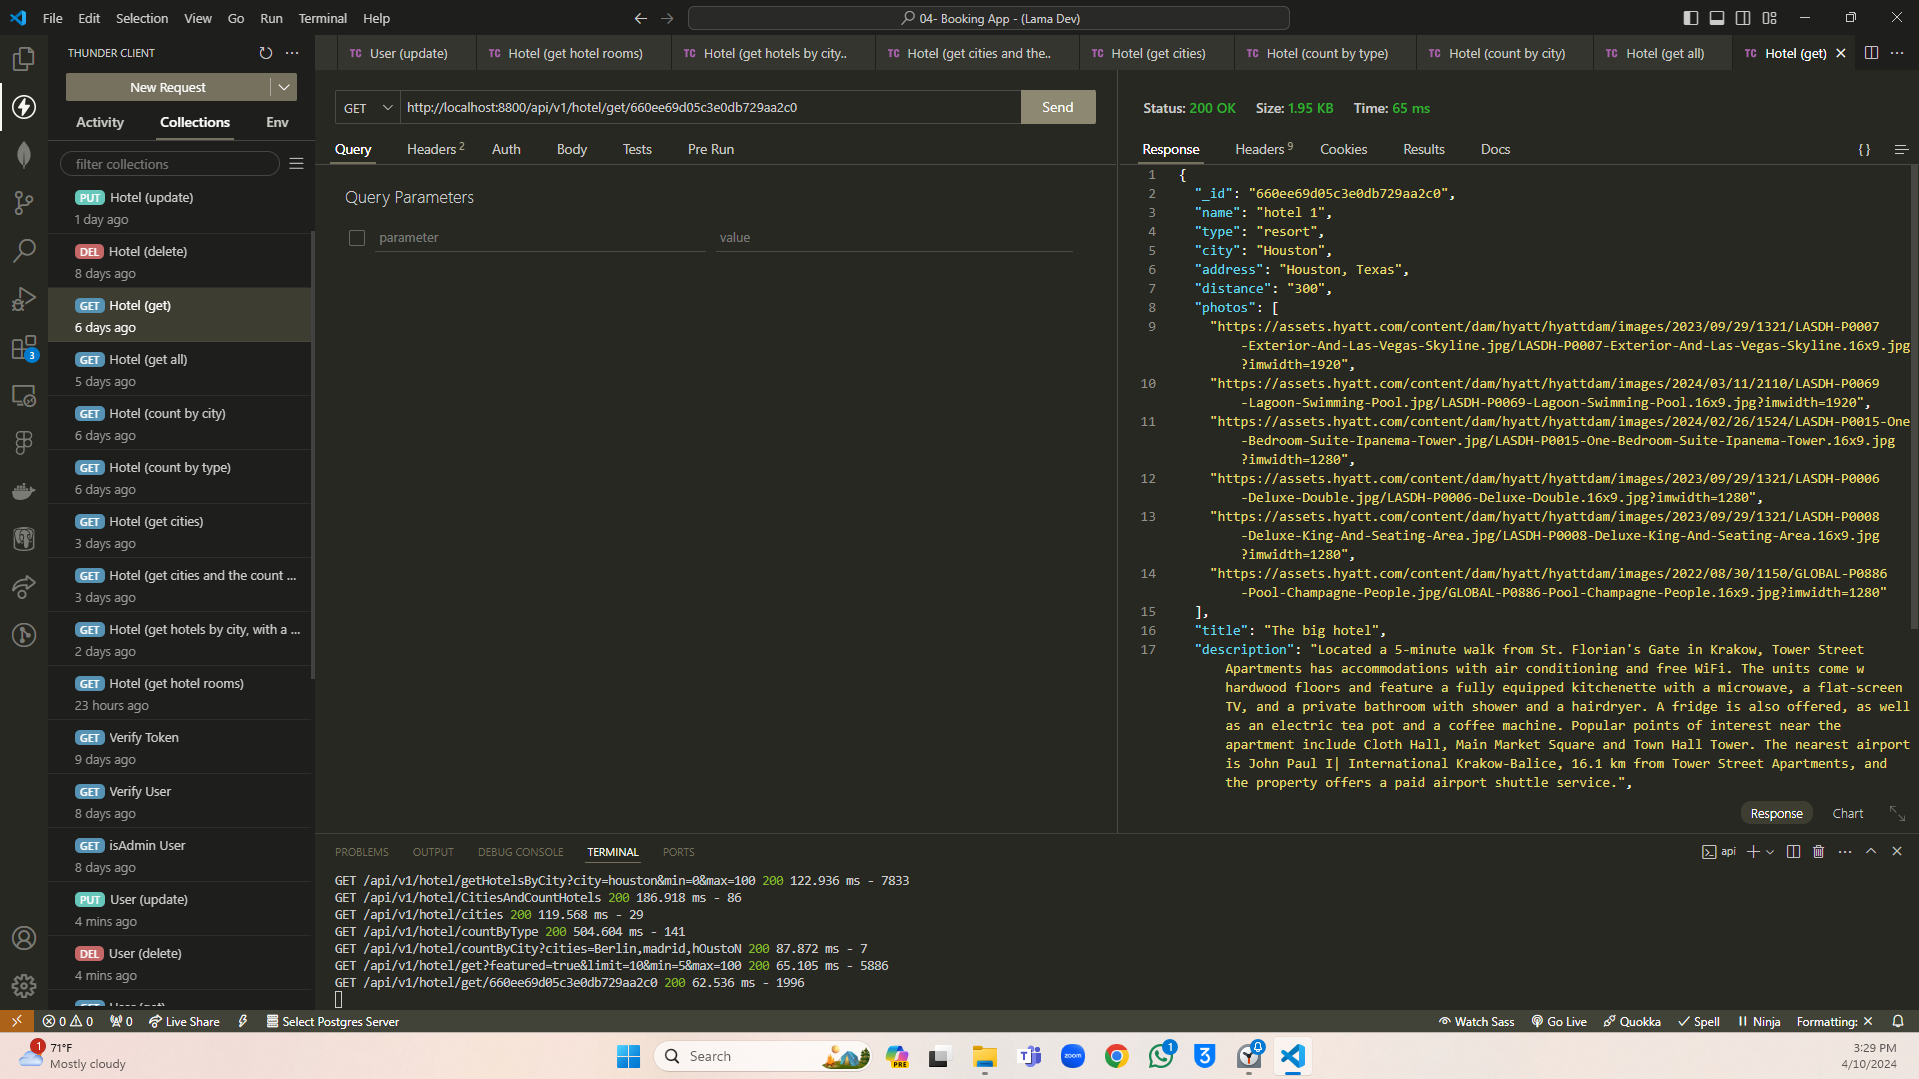 File Edit Selection View Go Run Terminal Help
04- Booking App - (Lama Dev)
THUNDER CLIENT
New Request
Activity Collections Env
filter collections
PUT Hotel (update)
1 day ago
DEL Hotel (delete)
8 days ago
GET Hotel (get)
6 days ago
GET Hotel (get all)
5 days ago
GET Hotel (count by city)
6 days ago
GET Hotel (count by type)
6 days ago
GET Hotel (get cities)
3 days ago
GET Hotel (get cities and the count ...
3 days ago
GET Hotel (get hotels by city, with a ...
2 days ago
GET Hotel (get hotel rooms)
23 hours ago
GET Verify Token
9 days ago
GET Verify User
8 days ago
GET isAdmin User
8 days ago
PUT User (update)
4 mins ago
DEL User (delete)
4 mins ago
3
TC User (update) TC Hotel (get hotel rooms) TC Hotel (get hotels by city.. TC Hotel (get cities and the.. TC Hotel (get cities) TC Hotel (count by type) TC Hotel (count by city) TC Hotel (get all) TC Hotel (get)
GET http://localhost:8800/api/v1/hotel/get/660ee69d05c3e0db729aa2c0 Send
Query Headers 2 Auth Body Tests Pre Run
Query Parameters
parameter value
Status: 200 OK Size: 1.95 KB Time: 65 ms
Response Headers 9 Cookies Results Docs { }
1 {
2 "_id": "660ee69d05c3e0db729aa2c0",
3 "name": "hotel 1",
4 "type": "resort",
5 "city": "Houston",
6 "address": "Houston, Texas",
7 "distance": "300",
8 "photos": [
9 "https://assets.hyatt.com/content/dam/hyatt/hyattdam/images/2023/09/29/1321/LASDH-P0007
-Exterior-And-Las-Vegas-Skyline.jpg/LASDH-P0007-Exterior-And-Las-Vegas-Skyline.16x9.jpg
?imwidth=1920",
10 "https://assets.hyatt.com/content/dam/hyatt/hyattdam/images/2024/03/11/2110/LASDH-P0069
-Lagoon-Swimming-Pool.jpg/LASDH-P0069-Lagoon-Swimming-Pool.16x9.jpg?imwidth=1920",
11 "https://assets.hyatt.com/content/dam/hyatt/hyattdam/images/2024/02/26/1524/LASDH-P0015-One
-Bedroom-Suite-Ipanema-Tower.jpg/LASDH-P0015-One-Bedroom-Suite-Ipanema-Tower.16x9.jpg
?imwidth=1280",
12 "https://assets.hyatt.com/content/dam/hyatt/hyattdam/images/2023/09/29/1321/LASDH-P0006
-Deluxe-Double.jpg/LASDH-P0006-Deluxe-Double.16x9.jpg?imwidth=1280",
13 "https://assets.hyatt.com/content/dam/hyatt/hyattdam/images/2023/09/29/1321/LASDH-P0008
-Deluxe-King-And-Seating-Area.jpg/LASDH-P0008-Deluxe-King-And-Seating-Area.16x9.jpg
?imwidth=1280",
14 "https://assets.hyatt.com/content/dam/hyatt/hyattdam/images/2022/08/30/1150/GLOBAL-P0886
-Pool-Champagne-People.jpg/GLOBAL-P0886-Pool-Champagne-People.16x9.jpg?imwidth=1280"
15 ],
16 "title": "The big hotel",
17 "description": "Located a 5-minute walk from St. Florian's Gate in Krakow, Tower Street
Apartments has accommodations with air conditioning and free WiFi. The units come w
hardwood floors and feature a fully equipped kitchenette with a microwave, a flat-screen
TV, and a private bathroom with shower and a hairdryer. A fridge is also offered, as well
as an electric tea pot and a coffee machine. Popular points of interest near the
apartment include Cloth Hall, Main Market Square and Town Hall Tower. The nearest airport
is John Paul I| International Krakow-Balice, 16.1 km from Tower Street Apartments, and
the property offers a paid airport shuttle service.",
Response Chart
PROBLEMS OUTPUT DEBUG CONSOLE TERMINAL PORTS
api
GET /api/v1/hotel/getHotelsByCity?city=houston&min=0&max=100 200 122.936 ms - 7833
GET /api/v1/hotel/CitiesAndCountHotels 200 186.918 ms - 86
GET /api/v1/hotel/cities 200 119.568 ms - 29
GET /api/v1/hotel/countByType 200 504.604 ms - 141
GET /api/v1/hotel/countByCity?cities=Berlin,madrid,hOustoN 200 87.872 ms - 7
GET /api/v1/hotel/get?featured=true&limit=10&min=5&max=100 200 65.105 ms - 5886
GET /api/v1/hotel/get/660ee69d05c3e0db729aa2c0 200 62.536 ms - 1996
0 0 0 Live Share Select Postgres Server
Watch Sass Go Live Quokka Spell Ninja Formatting:
1 71°F
Mostly cloudy
Search
PRE
zoom
1
3:29 PM
4/10/2024